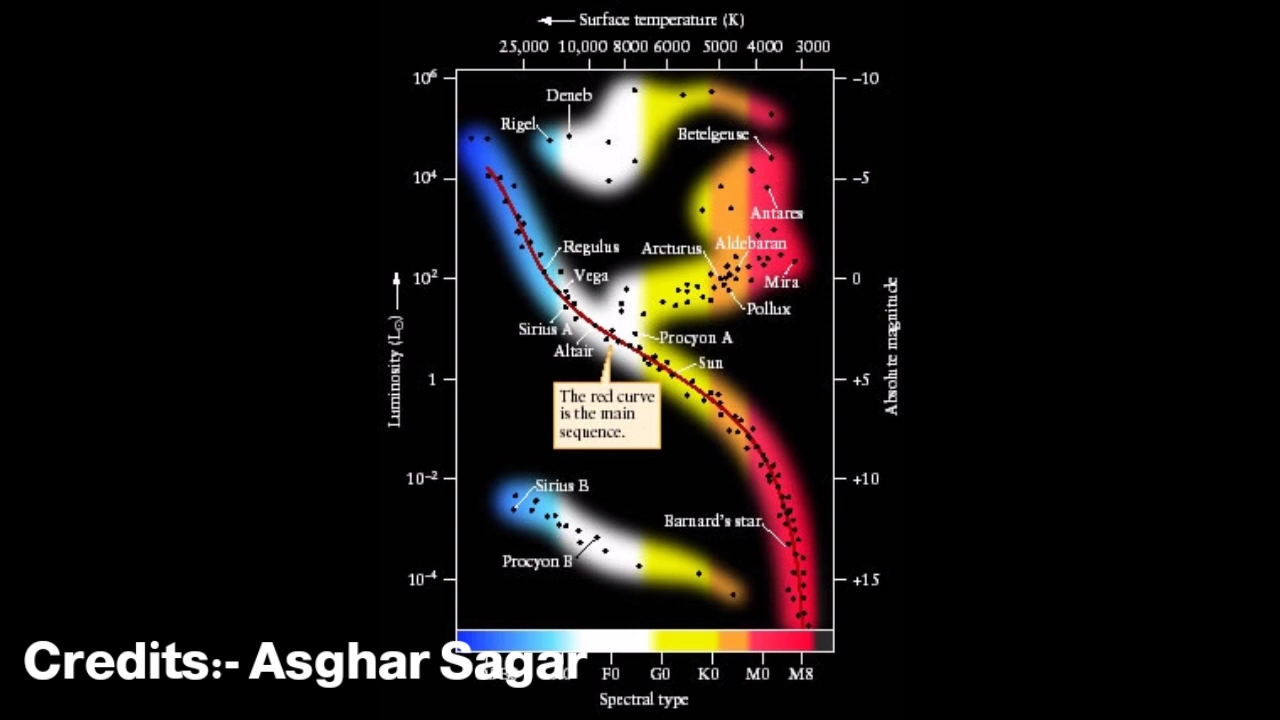 Surface temperature (K)
25,000 10,000 8000 6000 5000 4000 3000
10⁶
-10
Deneb
Rigel
Betelgeuse
10⁴
-5
Antares
Regulus
Arcturus
Aldebaran
Vega
10²
0
Mira
Pollux
Sirius A
Procyon A
Altair
Sun
1
+5
The red curve
is the main
sequence.
Luminosity (L⊙)
Absolute magnitude
10⁻²
+10
Sirius B
Barnard's star
Procyon B
10⁻⁴
+15
Credits:- Asghar Sagar
F0 G0 K0 M0 M8
Spectral type